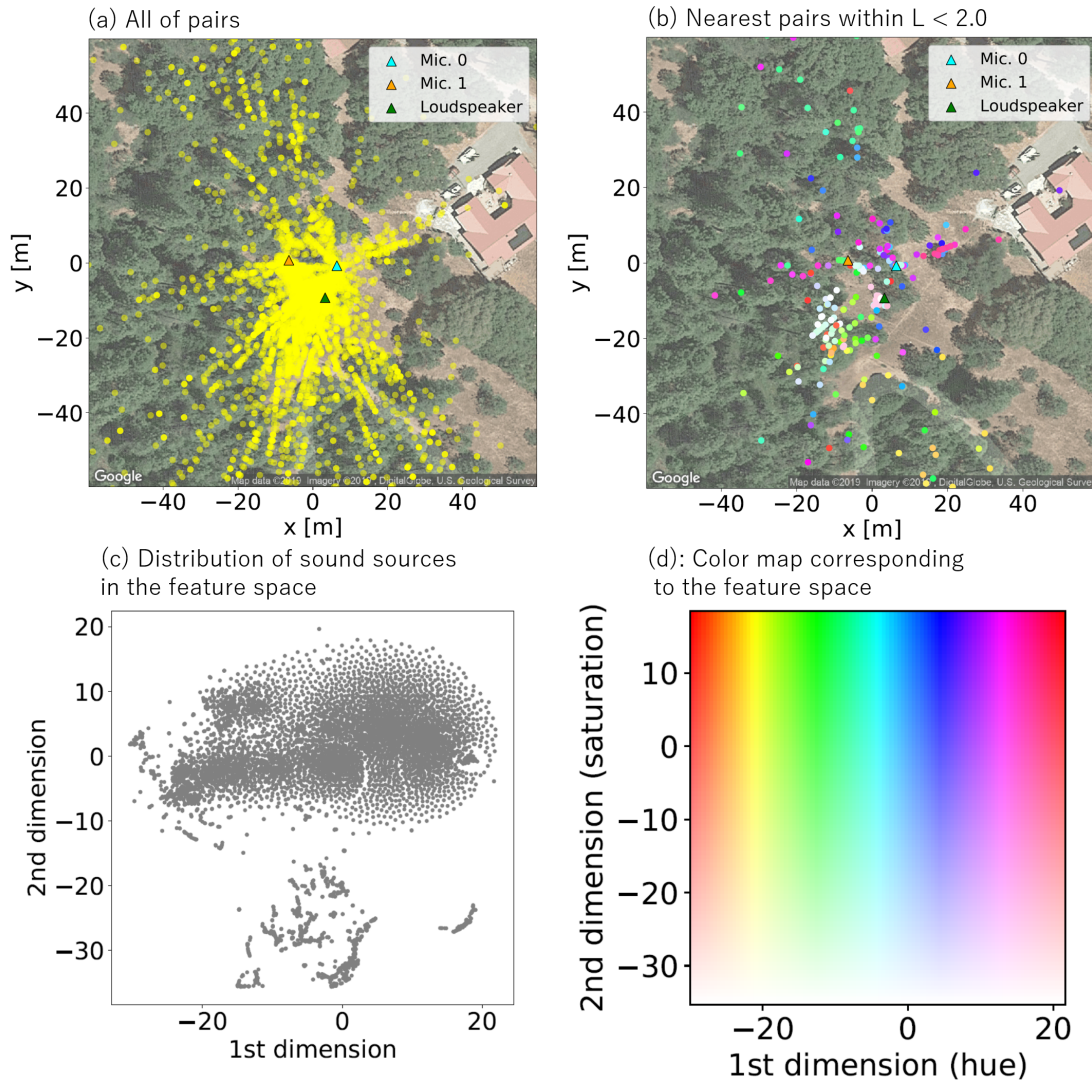 (a) All of pairs
Mic. 0
Mic. 1
Loudspeaker
40
20
0
−20
−40
y [m]
Google
Map data ©2019 Imagery ©2019 , DigitalGlobe, U.S. Geological Survey
−40 −20 0 20 40
x [m]
(b) Nearest pairs within L < 2.0
Mic. 0
Mic. 1
Loudspeaker
40
20
0
−20
−40
y [m]
Google
Map data ©2019 Imagery ©2019 , DigitalGlobe, U.S. Geological Survey
−40 −20 0 20 40
x [m]
(c) Distribution of sound sources
in the feature space
20
10
0
−10
−20
−30
2nd dimension
−20 0 20
1st dimension
(d): Color map corresponding
to the feature space
10
0
−10
−20
−30
2nd dimension (saturation)
−20 0 20
1st dimension (hue)